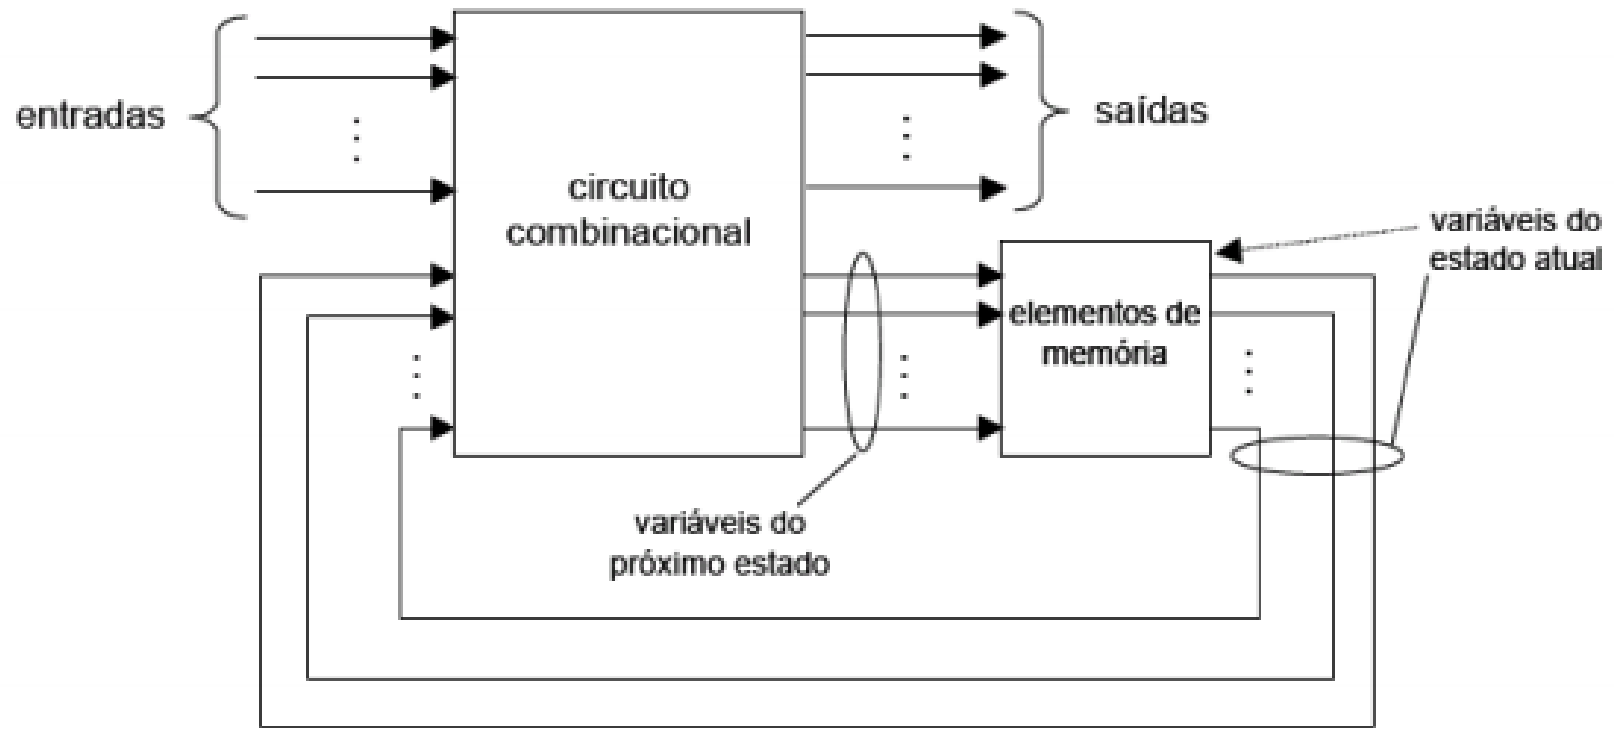 entradas
saídas
circuito
combinacional
variáveis do
estado atual
elementos de
memória
variáveis do
próximo estado